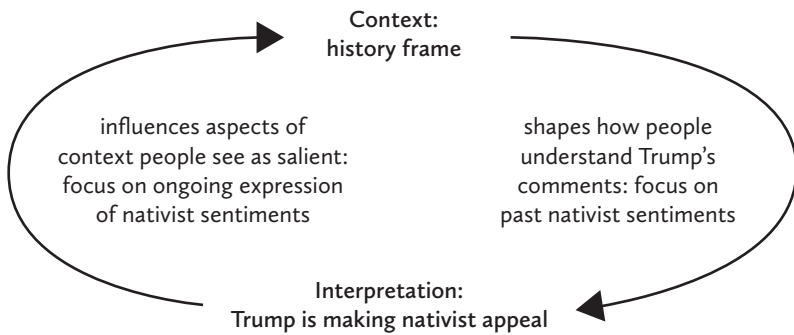 Context:
history frame
influences aspects of
context people see as salient:
focus on ongoing expression
of nativist sentiments
shapes how people
understand Trump’s
comments: focus on
past nativist sentiments
Interpretation:
Trump is making nativist appeal